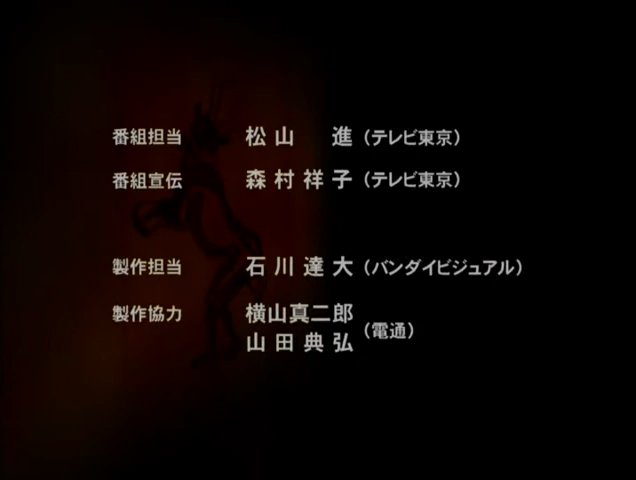 番組担当 松山 進 (テレビ東京)
番組宣伝 森村祥子 (テレビ東京)
製作担当 石川達大 (バンダイビジュアル)
製作協力 横山真二郎
山田典弘 (電通)